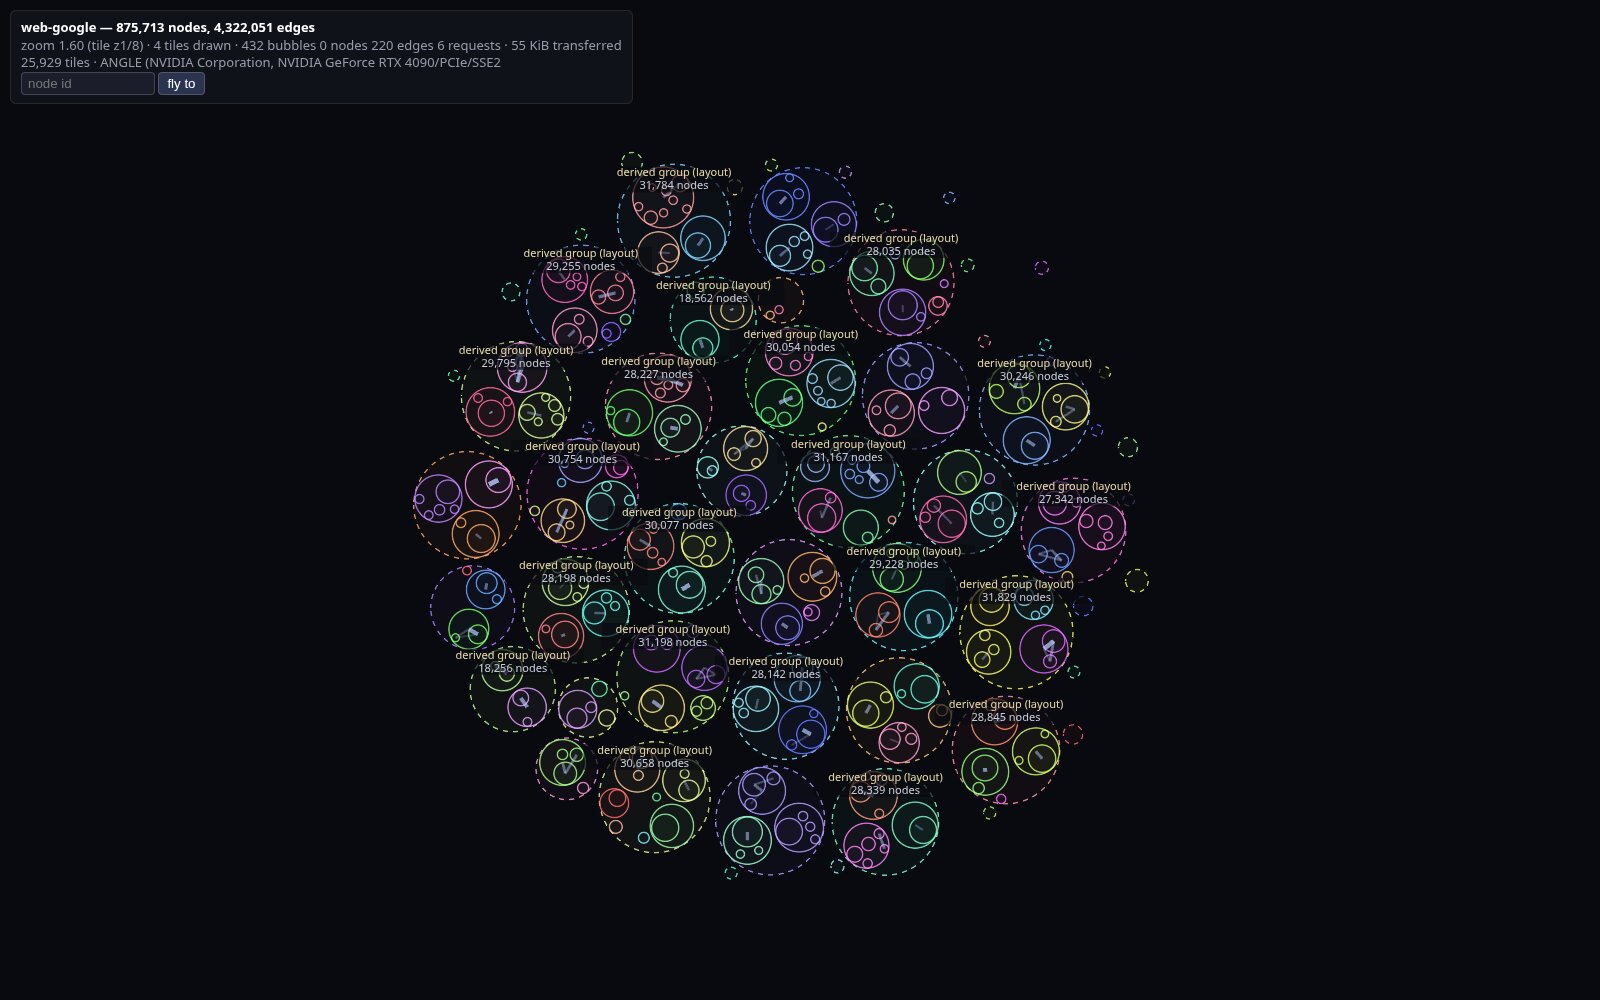 web-google — 875,713 nodes, 4,322,051 edges
zoom 1.60 (tile z1/8) · 4 tiles drawn · 432 bubbles 0 nodes 220 edges 6 requests · 55 KiB transferred
25,929 tiles · ANGLE (NVIDIA Corporation, NVIDIA GeForce RTX 4090/PCIe/SSE2
node id
fly to
derived group (layout)
31,784 nodes
derived group (layout)
28,035 nodes
derived group (layout)
29,255 nodes
derived group (layout)
18,562 nodes
derived group (layout)
30,054 nodes
derived group (layout)
29,795 nodes
derived group (layout)
28,227 nodes
derived group (layout)
30,246 nodes
derived group (layout)
30,754 nodes
derived group (layout)
31,167 nodes
derived group (layout)
27,342 nodes
derived group (layout)
30,077 nodes
derived group (layout)
29,228 nodes
derived group (layout)
28,198 nodes
derived group (layout)
31,829 nodes
derived group (layout)
31,198 nodes
derived group (layout)
18,256 nodes
derived group (layout)
28,142 nodes
derived group (layout)
28,845 nodes
derived group (layout)
30,658 nodes
derived group (layout)
28,339 nodes